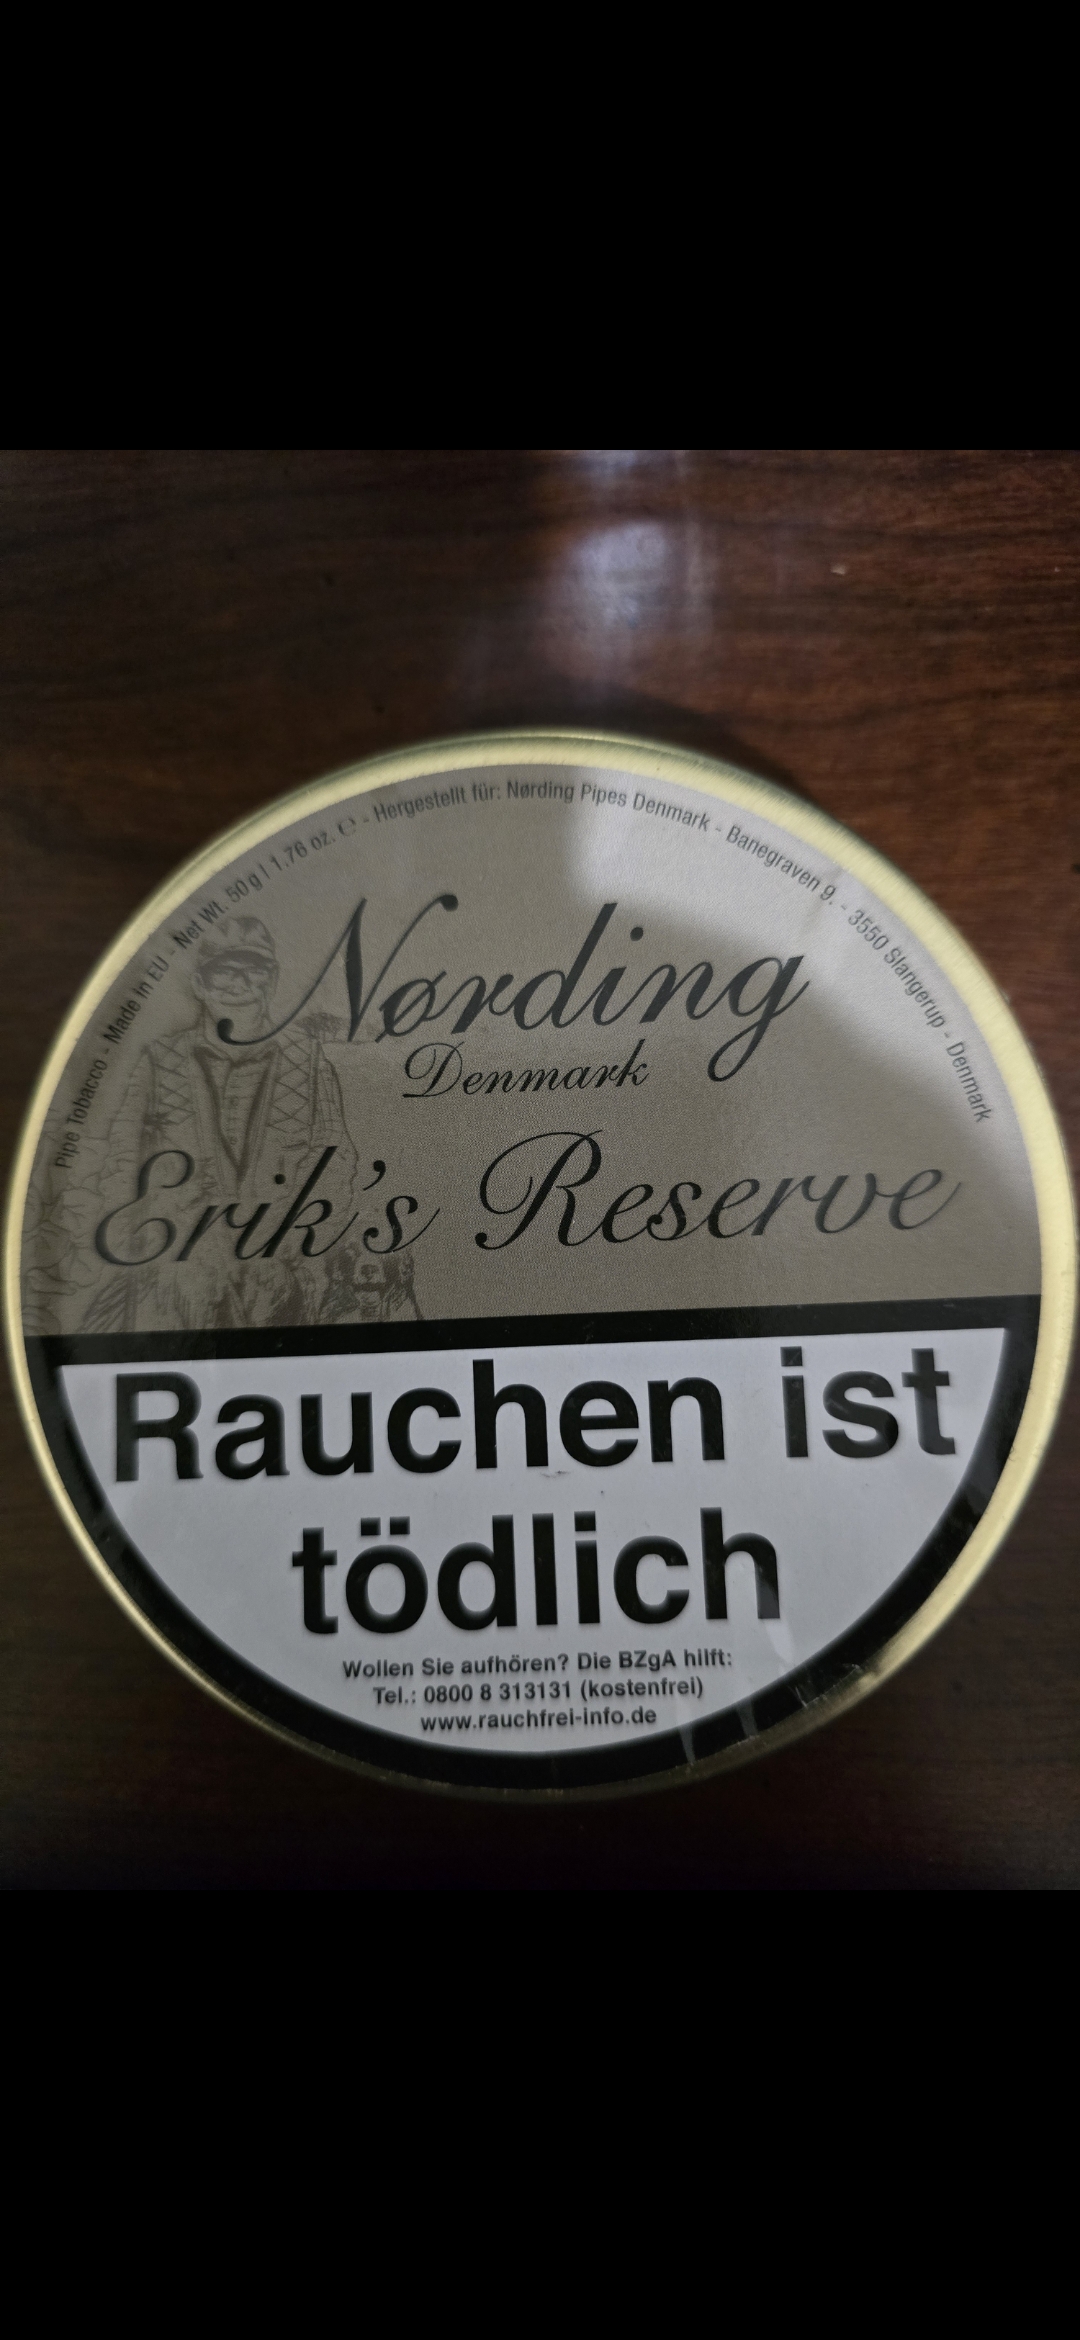 Pipe Tobacco - Made in EU - Net Wt. 50g | 1,76 oz. ℮ - Hergestellt für: Nørding Pipes Denmark - Banegraven 9. - 3550 Slangerup - Denmark
Nørding
Denmark
Erik's Reserve
Rauchen ist
tödlich
Wollen Sie aufhören? Die BZgA hilft:
Tel.: 0800 8 313131 (kostenfrei)
www.rauchfrei-info.de